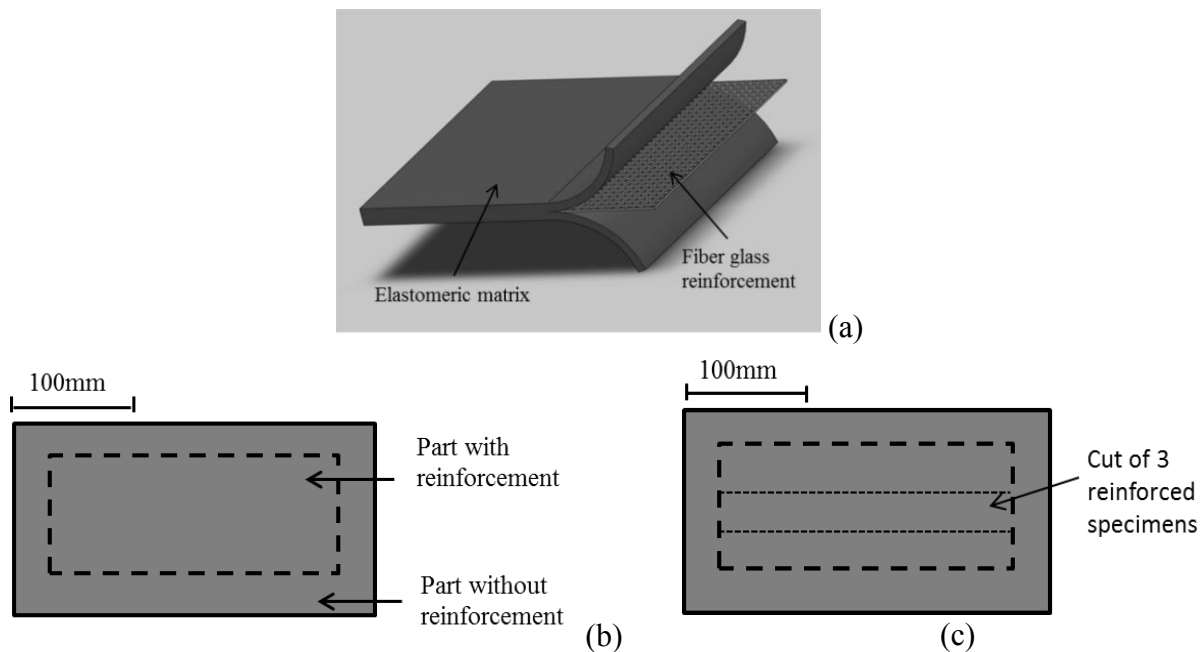 Elastomeric matrix
Fiber glass
reinforcement
(a)
100mm
Part with
reinforcement
Part without
reinforcement
(b)
100mm
Cut of 3
reinforced
specimens
(c)